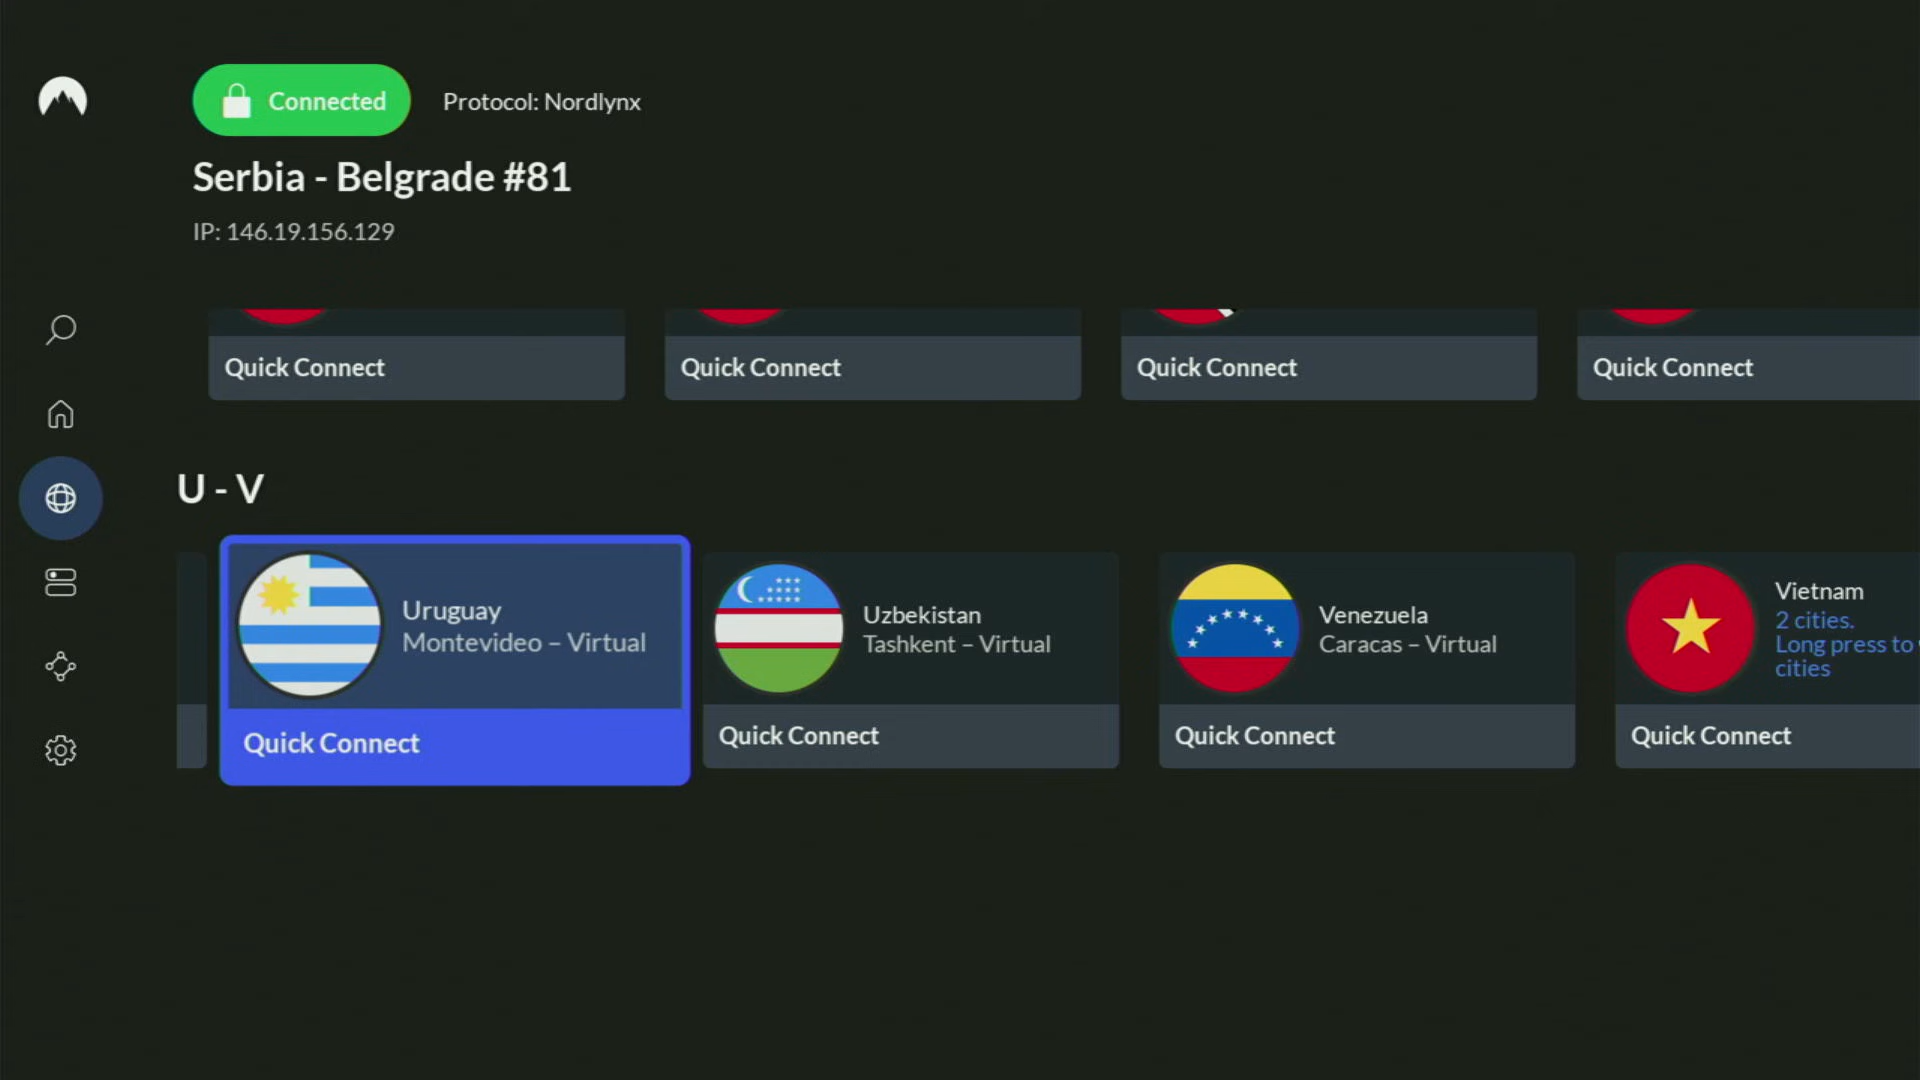 Connected
Protocol: Nordlynx
Serbia - Belgrade #81
IP: 146.19.156.129
Quick Connect
Quick Connect
Quick Connect
Quick Connect
U - V
Uruguay
Montevideo – Virtual
Quick Connect
Uzbekistan
Tashkent – Virtual
Quick Connect
Venezuela
Caracas – Virtual
Quick Connect
Vietnam
2 cities.
Long press to
cities
Quick Connect